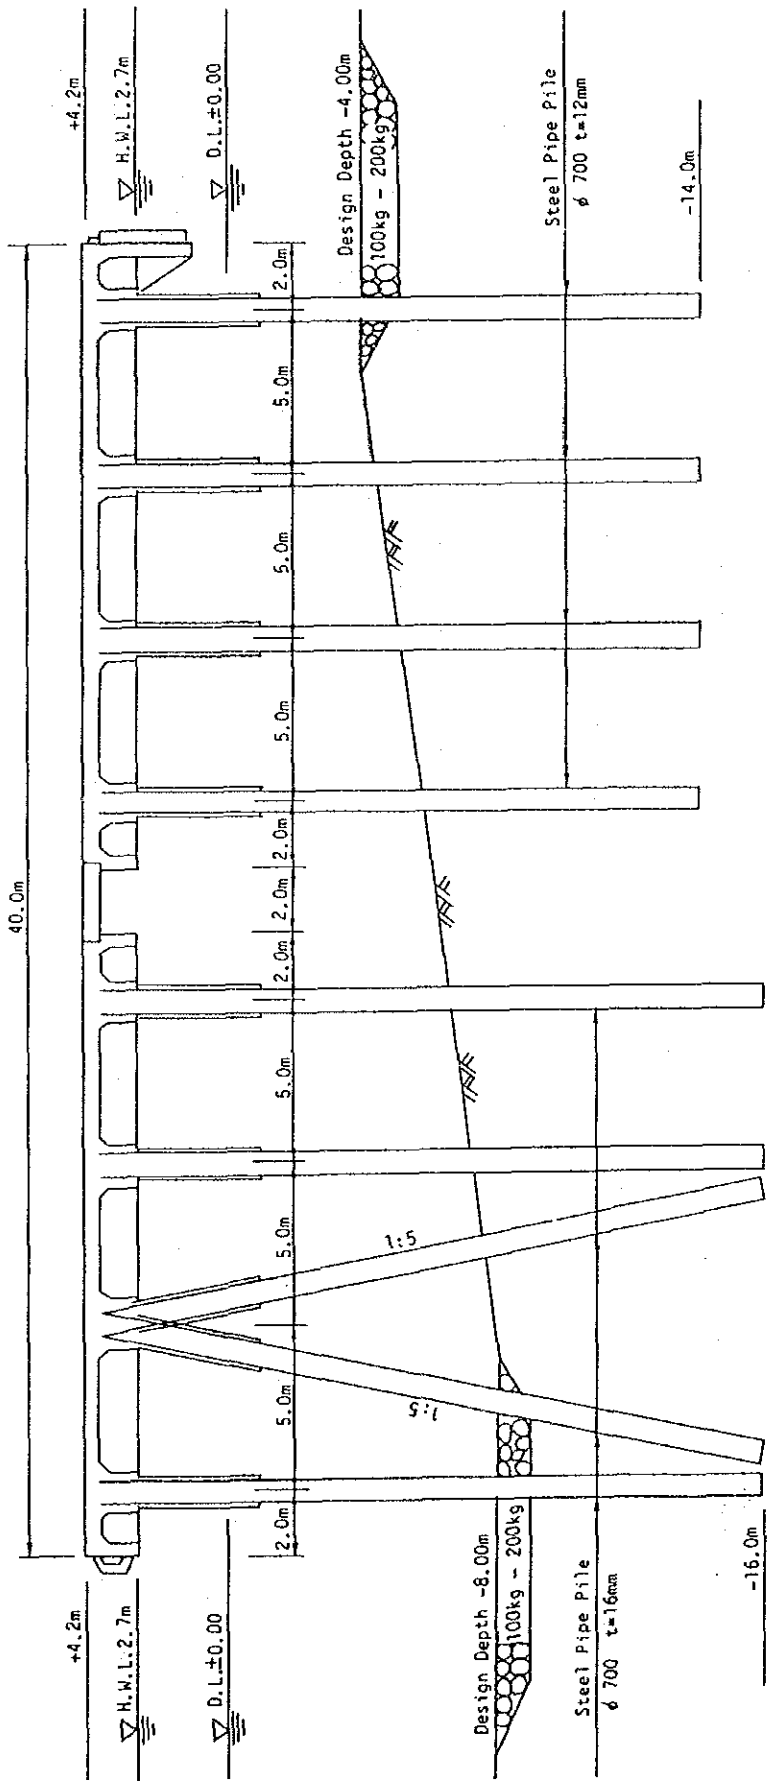 40.0m
+4.2m
H.W.L.2.7m
D.L.±0.00
+4.2m
H.W.L.2.7m
D.L.±0.00
2.0m
5.0m
5.0m
5.0m
2.0m
2.0m
2.0m
5.0m
5.0m
5.0m
2.0m
1:5
1:5
Design Depth -8.00m
100kg - 200kg
Design Depth -4.00m
100kg - 200kg
Steel Pipe Pile
φ 700 t=16mm
Steel Pipe Pile
φ 700 t=12mm
-16.0m
-14.0m